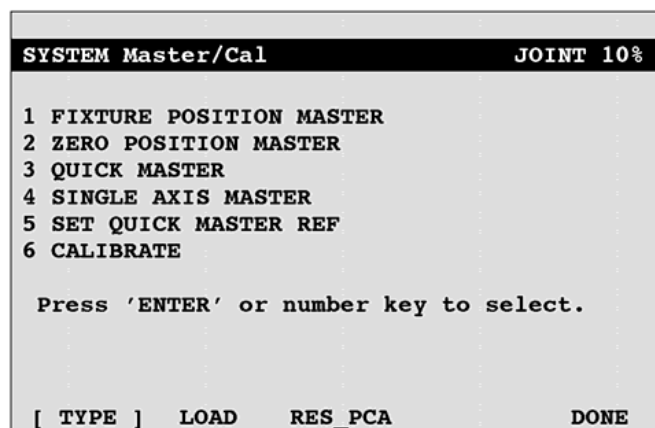 SYSTEM Master/Cal JOINT 10%
1 FIXTURE POSITION MASTER
2 ZERO POSITION MASTER
3 QUICK MASTER
4 SINGLE AXIS MASTER
5 SET QUICK MASTER REF
6 CALIBRATE
Press ’ENTER’ or number key to select.
[ TYPE ] LOAD RES_PCA DONE